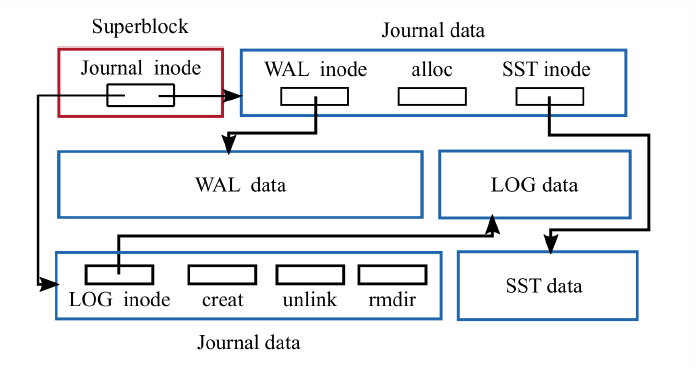 Superblock
Journal data
Journal inode
WAL inode
alloc
SST inode
WAL data
LOG data
LOG inode
creat
unlink
rmdir
SST data
Journal data